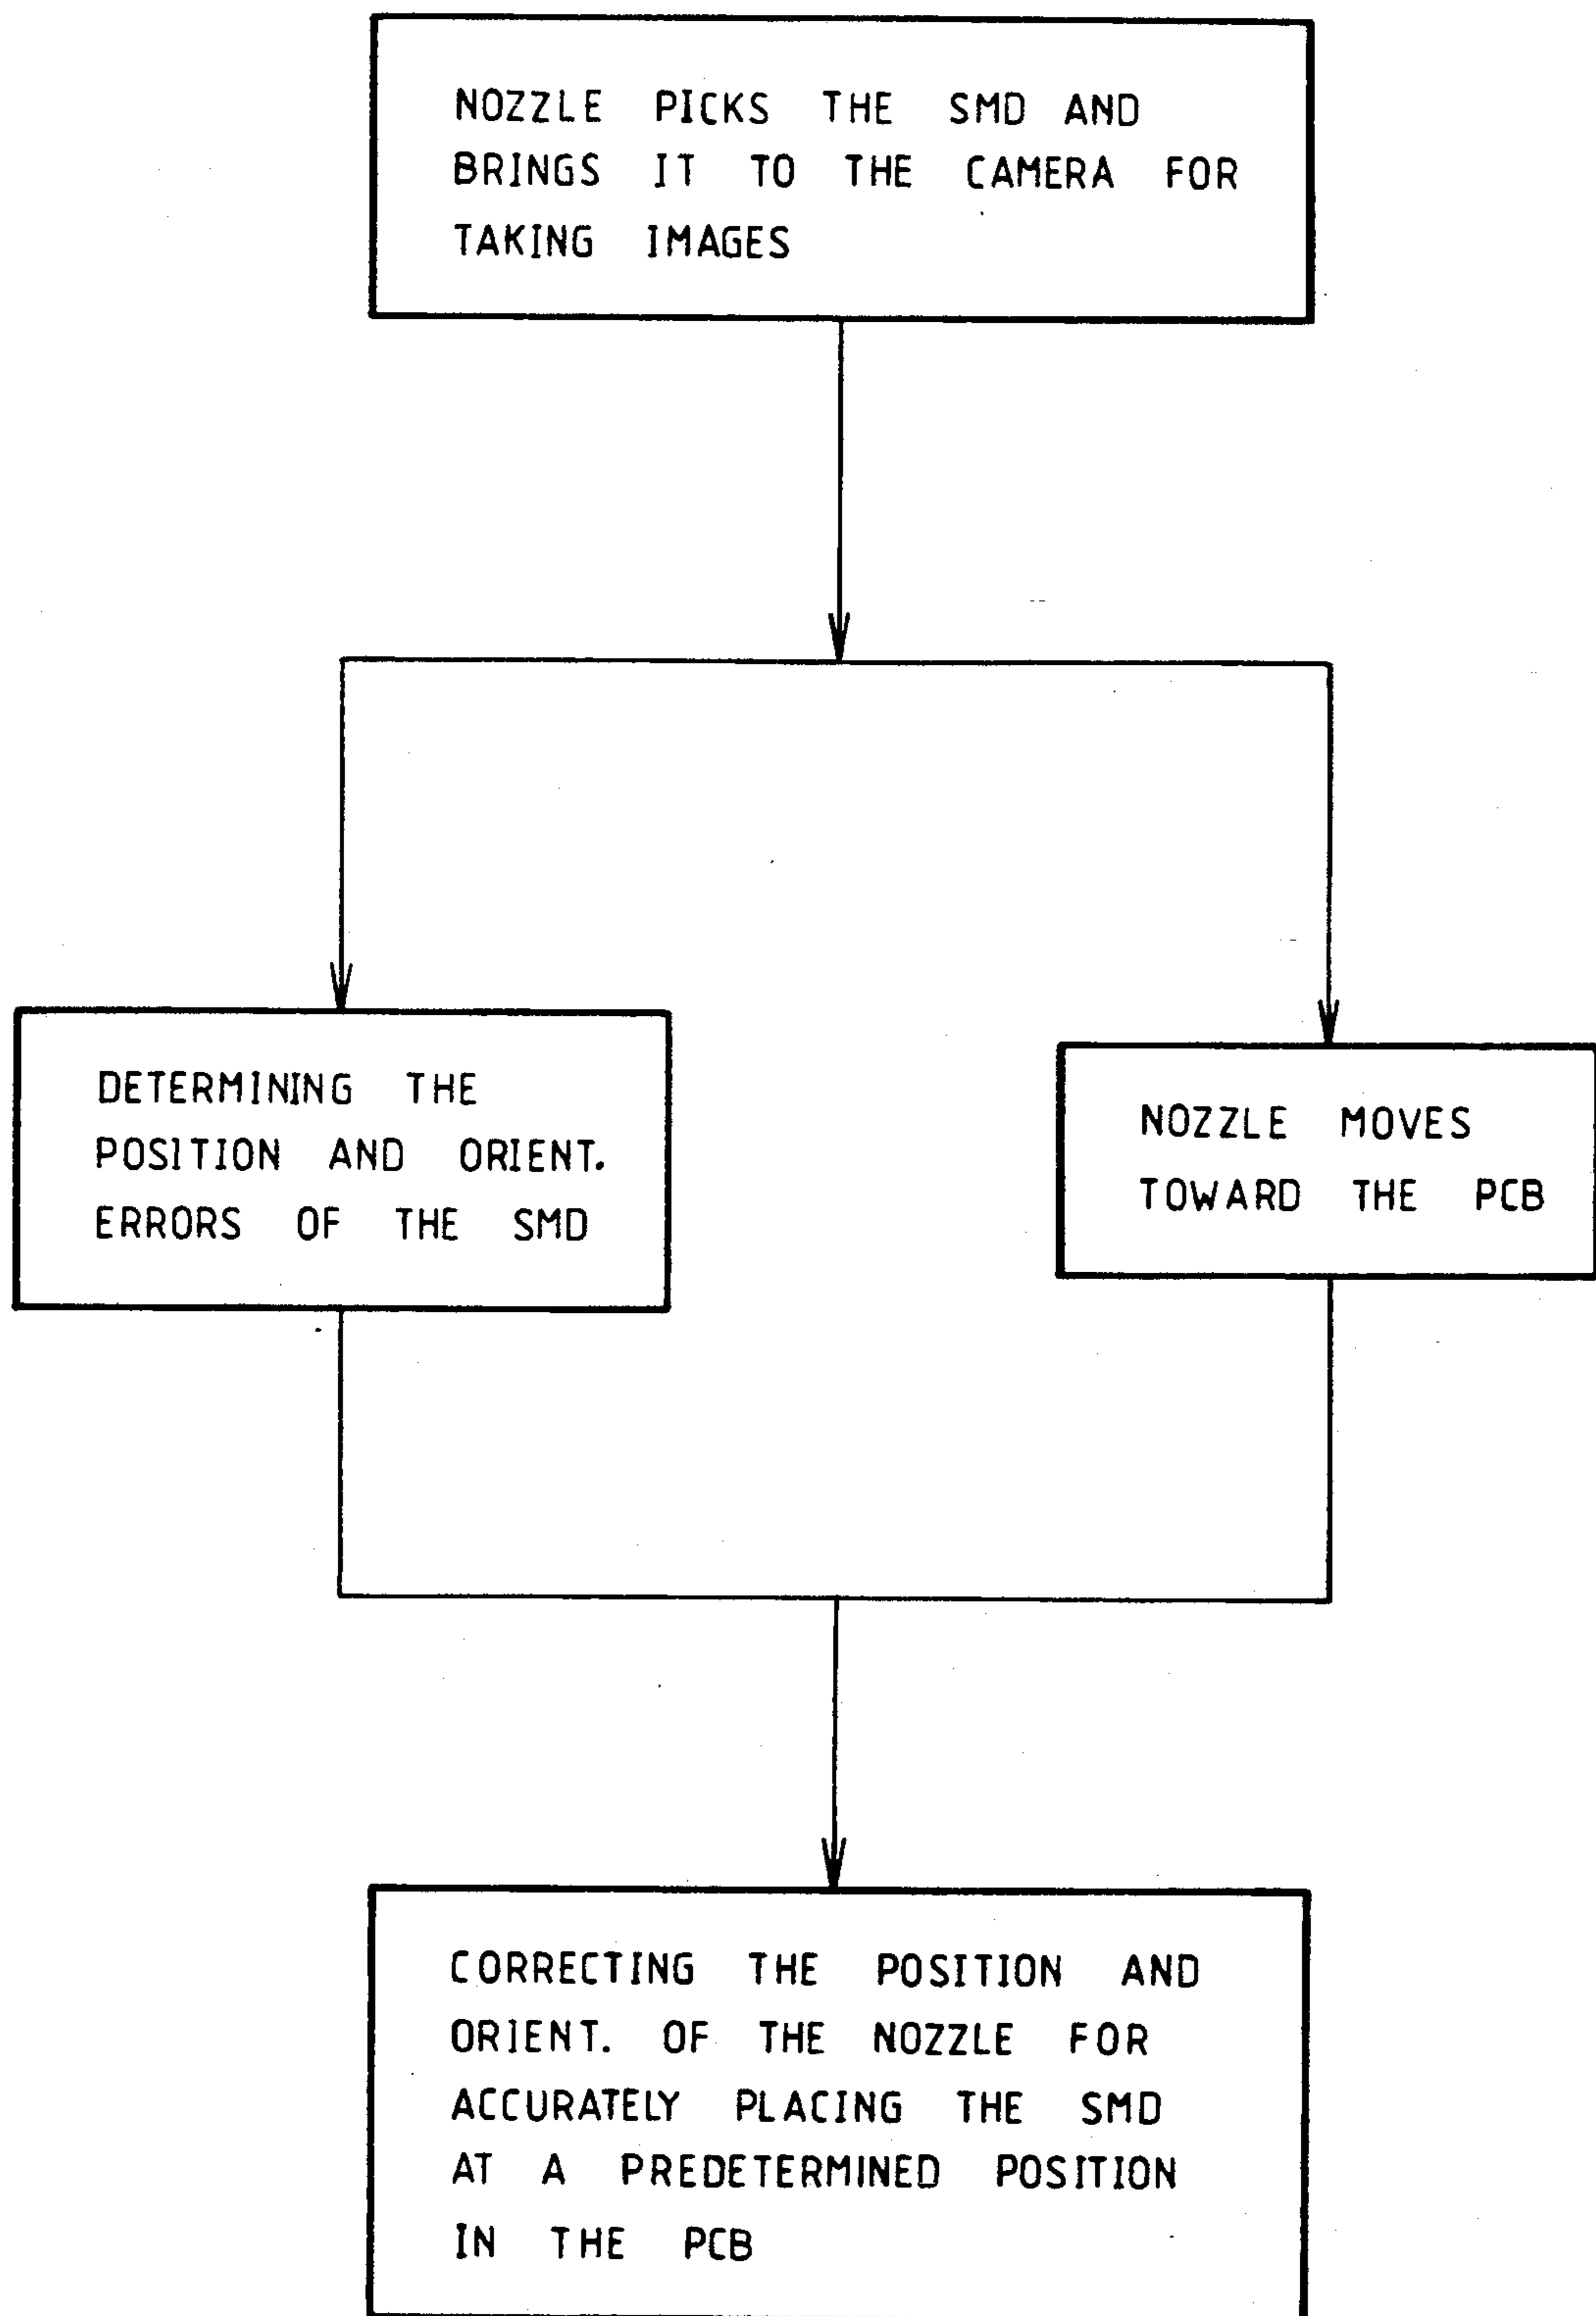 NOZZLE PICKS THE SMD AND
BRINGS IT TO THE CAMERA FOR
TAKING IMAGES
DETERMINING THE
POSITION AND ORIENT.
ERRORS OF THE SMD
NOZZLE MOVES
TOWARD THE PCB
CORRECTING THE POSITION AND
ORIENT. OF THE NOZZLE FOR
ACCURATELY PLACING THE SMD
AT A PREDETERMINED POSITION
IN THE PCB